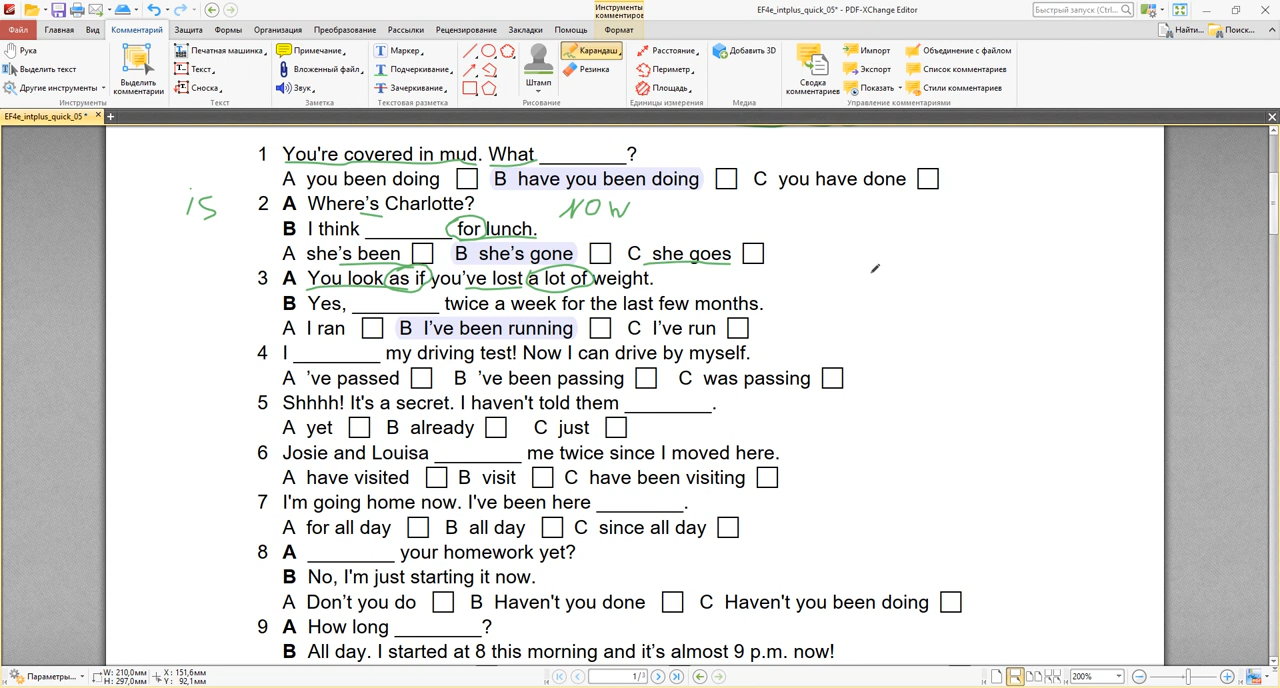 Инструменты комментиров
EF4e_intplus_quick_05* - PDF-XChange Editor
Быстрый запуск (Ctrl...
Файл Главная Вид Комментарий Защита Формы Организация Преобразование Рассылки Рецензирование Закладки Помощь Формат Найти... Поиск...
Рука
Выделить текст
Другие инструменты
Инструменты
Выделить комментарии
Печатная машинка
Текст
Сноска
Текст
Примечание
Вложенный файл
Звук
Заметка
Маркер
Подчеркивание
Зачеркивание
Текстовая разметка
Штамп
Карандаш
Резинка
Рисование
Расстояние
Периметр
Площадь
Единицы измерения
Добавить 3D
Медиа
Сводка комментариев
Импорт
Экспорт
Показать
Объединение с файлом
Список комментариев
Стили комментариев
Управление комментариями
EF4e_intplus_quick_05 *
1 You're covered in mud. What ________?
A you been doing B have you been doing C you have done
is 2 A Where’s Charlotte? NOW
B I think ________ for lunch.
A she’s been B she’s gone C she goes
3 A You look as if you’ve lost a lot of weight.
B Yes, ________ twice a week for the last few months.
A I ran B I’ve been running C I’ve run
4 I ________ my driving test! Now I can drive by myself.
A ’ve passed B ’ve been passing C was passing
5 Shhhh! It's a secret. I haven't told them ________.
A yet B already C just
6 Josie and Louisa ________ me twice since I moved here.
A have visited B visit C have been visiting
7 I'm going home now. I've been here ________.
A for all day B all day C since all day
8 A ________ your homework yet?
B No, I'm just starting it now.
A Don’t you do B Haven't you done C Haven't you been doing
9 A How long ________?
B All day. I started at 8 this morning and it’s almost 9 p.m. now!
Параметры...
W: 210,0мм
H: 297,0мм
X: 151,6мм
Y: 92,1мм
200%